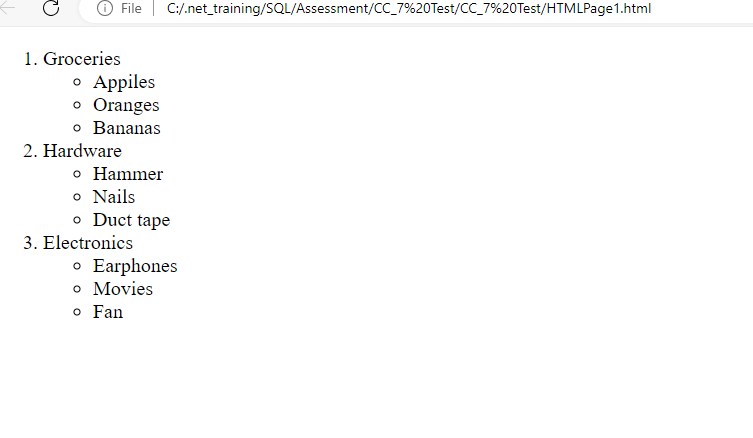 File C:/.net_training/SQL/Assessment/CC_7%20Test/CC_7%20Test/HTMLPage1.html
1. Groceries
Appiles
Oranges
Bananas
2. Hardware
Hammer
Nails
Duct tape
3. Electronics
Earphones
Movies
Fan